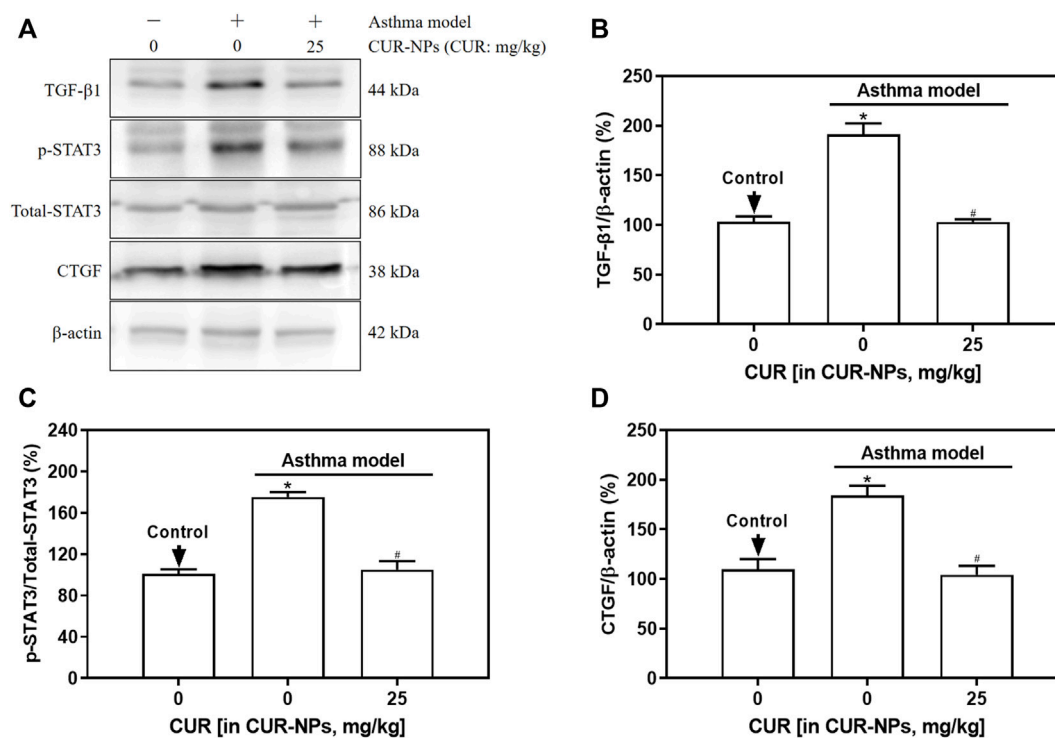 A
− + + Asthma model
0 0 25 CUR-NPs (CUR: mg/kg)
TGF-β1 44 kDa
p-STAT3 88 kDa
Total-STAT3 86 kDa
CTGF 38 kDa
β-actin 42 kDa
B
TGF-β1/β-actin (%)
250
200
150
100
50
0
Asthma model
*
Control
#
0 0 25
CUR [in CUR-NPs, mg/kg]
C
p-STAT3/Total-STAT3 (%)
240
200
160
120
80
40
0
Asthma model
*
Control
#
0 0 25
CUR [in CUR-NPs, mg/kg]
D
CTGF/β-actin (%)
250
200
150
100
50
0
Asthma model
*
Control
#
0 0 25
CUR [in CUR-NPs, mg/kg]